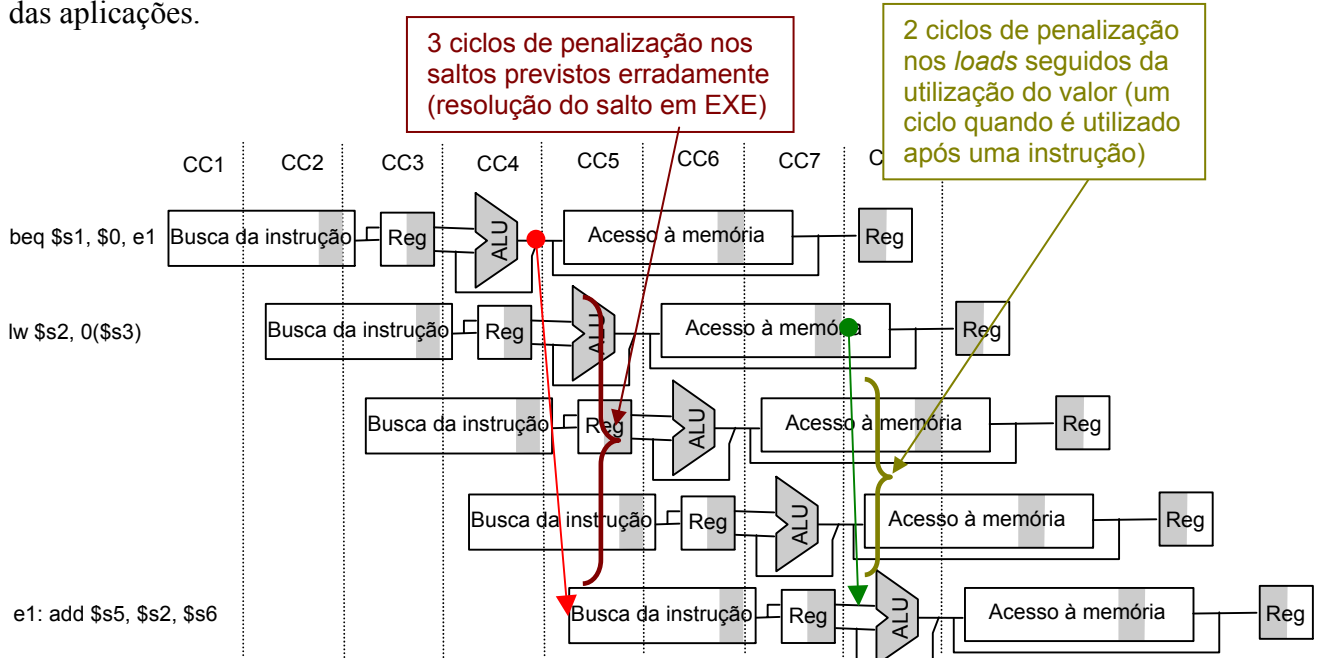 das aplicações.
3 ciclos de penalização nos
saltos previstos erradamente
(resolução do salto em EXE)
2 ciclos de penalização
nos loads seguidos da
utilização do valor (um
ciclo quando é utilizado
após uma instrução)
CC1 CC2 CC3 CC4 CC5 CC6 CC7 C
beq $s1, $0, e1 Busca da instrução Reg ALU Acesso à memória Reg
lw $s2, 0($s3) Busca da instrução Reg ALU Acesso à memória Reg
Busca da instrução Reg ALU Acesso à memória Reg
Busca da instrução Reg ALU Acesso à memória Reg
e1: add $s5, $s2, $s6 Busca da instrução Reg ALU Acesso à memória Reg